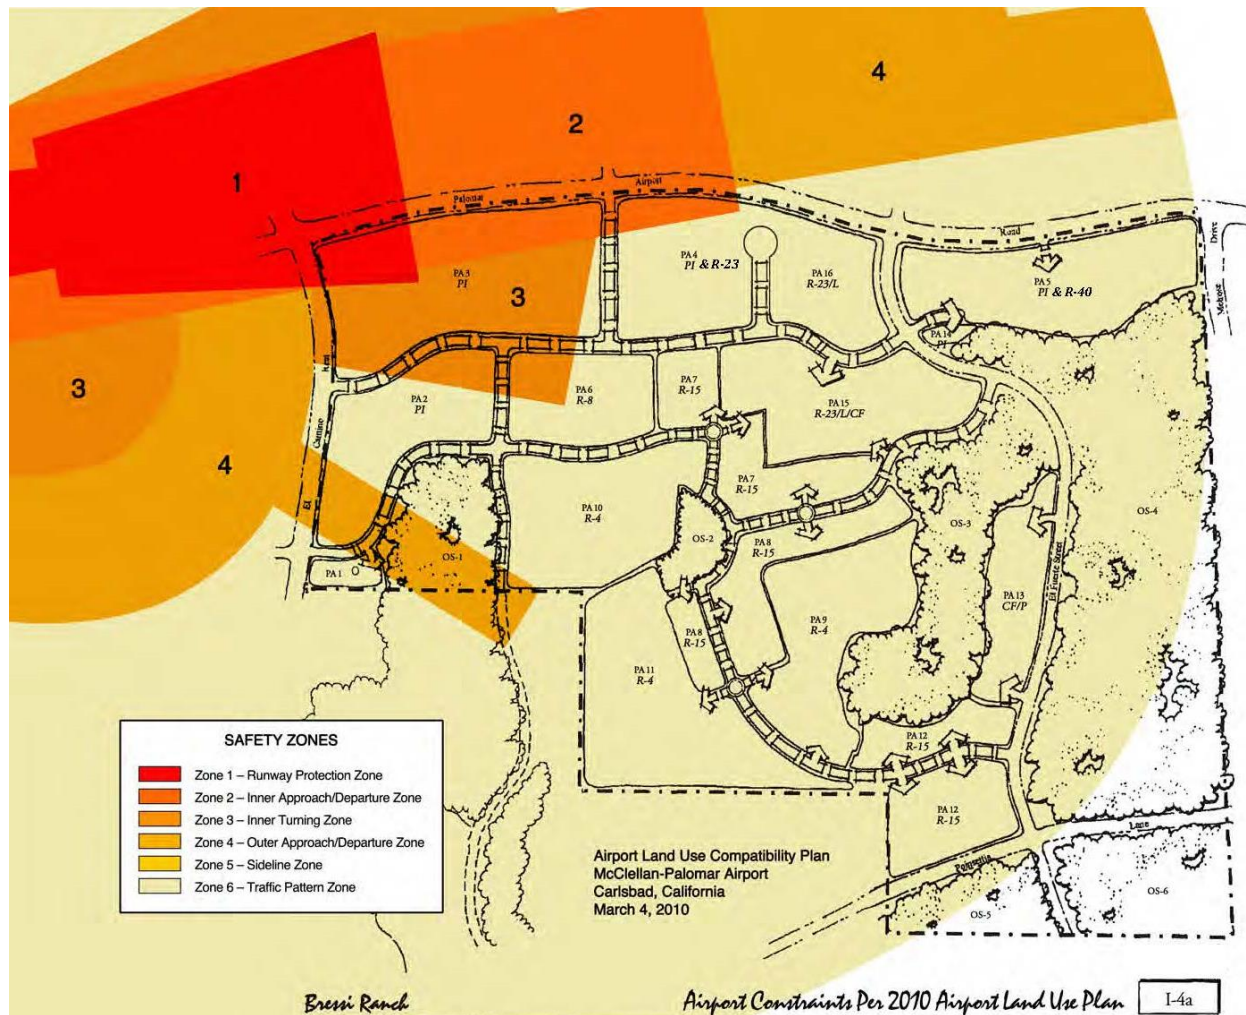 4
2
1
Airport
Palomar
Road
Drive
Melrose
PA4
PI & R-23
PA3
PI
PA16
R-23/L
PA5
PI & R-40
3
PA14
PI
3
PA2
PI
PA6
R-8
PA7
R-15
PA15
R-23/L/CF
Camino
El
4
PA7
R-15
PA10
R-4
OS-1
OS-2
PA8
R-15
OS-3
OS-4
El Fuerte Street
PA1
PA13
CF/P
PA9
R-4
PA8
R-15
PA11
R-4
PA12
R-15
PA12
R-15
Lane
Poinsettia
OS-5
OS-6
SAFETY ZONES
Zone 1 – Runway Protection Zone
Zone 2 – Inner Approach/Departure Zone
Zone 3 – Inner Turning Zone
Zone 4 – Outer Approach/Departure Zone
Zone 5 – Sideline Zone
Zone 6 – Traffic Pattern Zone
Airport Land Use Compatibility Plan
McClellan-Palomar Airport
Carlsbad, California
March 4, 2010
Bressi Ranch
Airport Constraints Per 2010 Airport Land Use Plan
I-4a